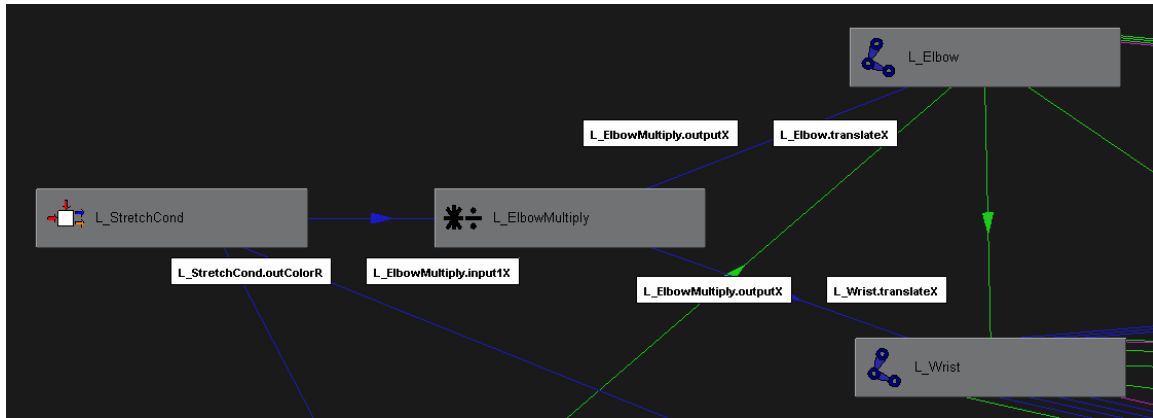 L_Elbow
L_ElbowMultiply.outputX
L_Elbow.translateX
L_StretchCond
L_ElbowMultiply
L_StretchCond.outColorR
L_ElbowMultiply.input1X
L_ElbowMultiply.outputX
L_Wrist.translateX
L_Wrist